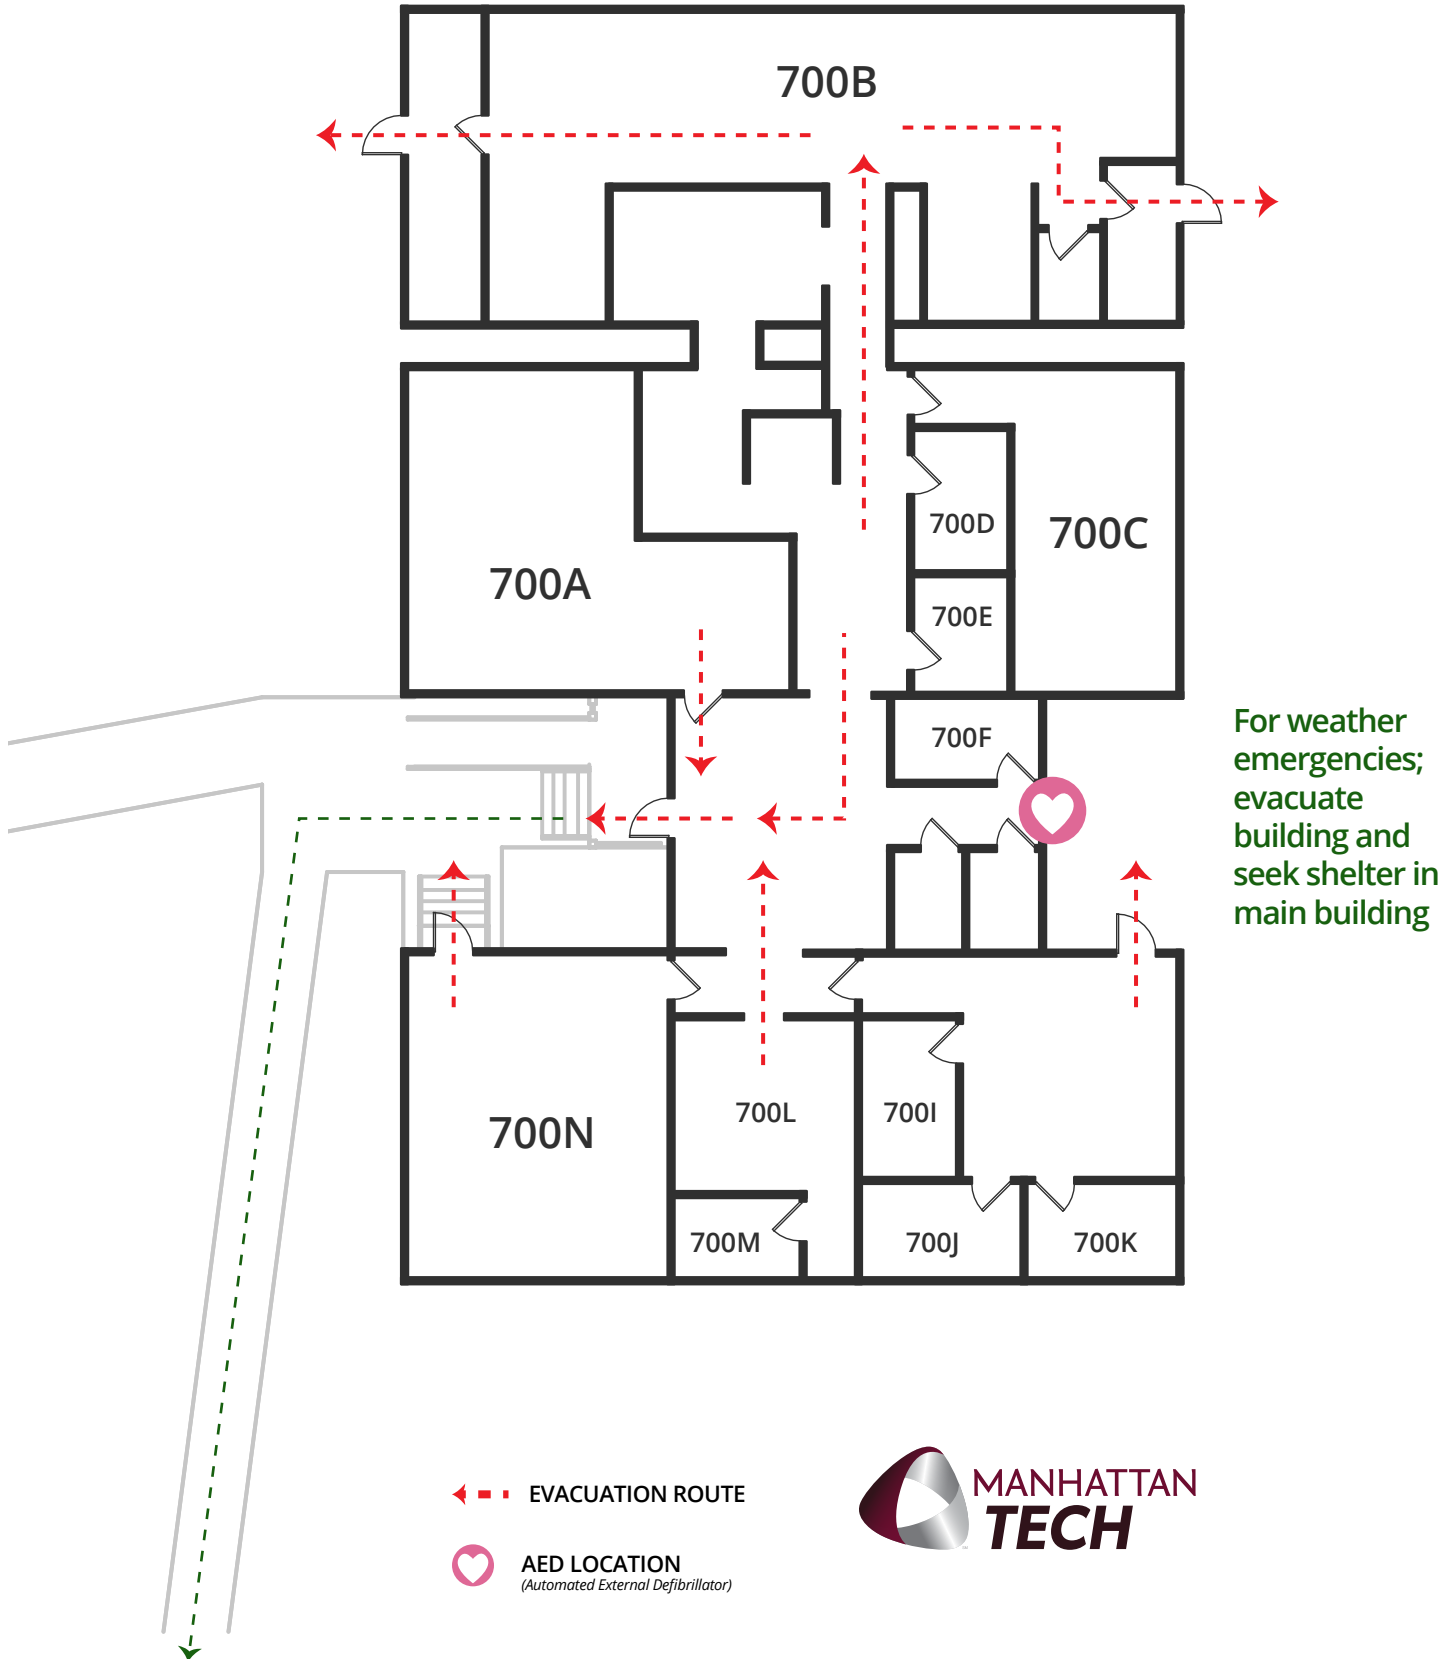 700B
700D
700C
700A
700E
700F
For weather
emergencies;
evacuate
building and
seek shelter in
main building
700N
700L
700I
700M
700J
700K
EVACUATION ROUTE
AED LOCATION
(Automated External Defibrillator)
MANHATTAN
TECH